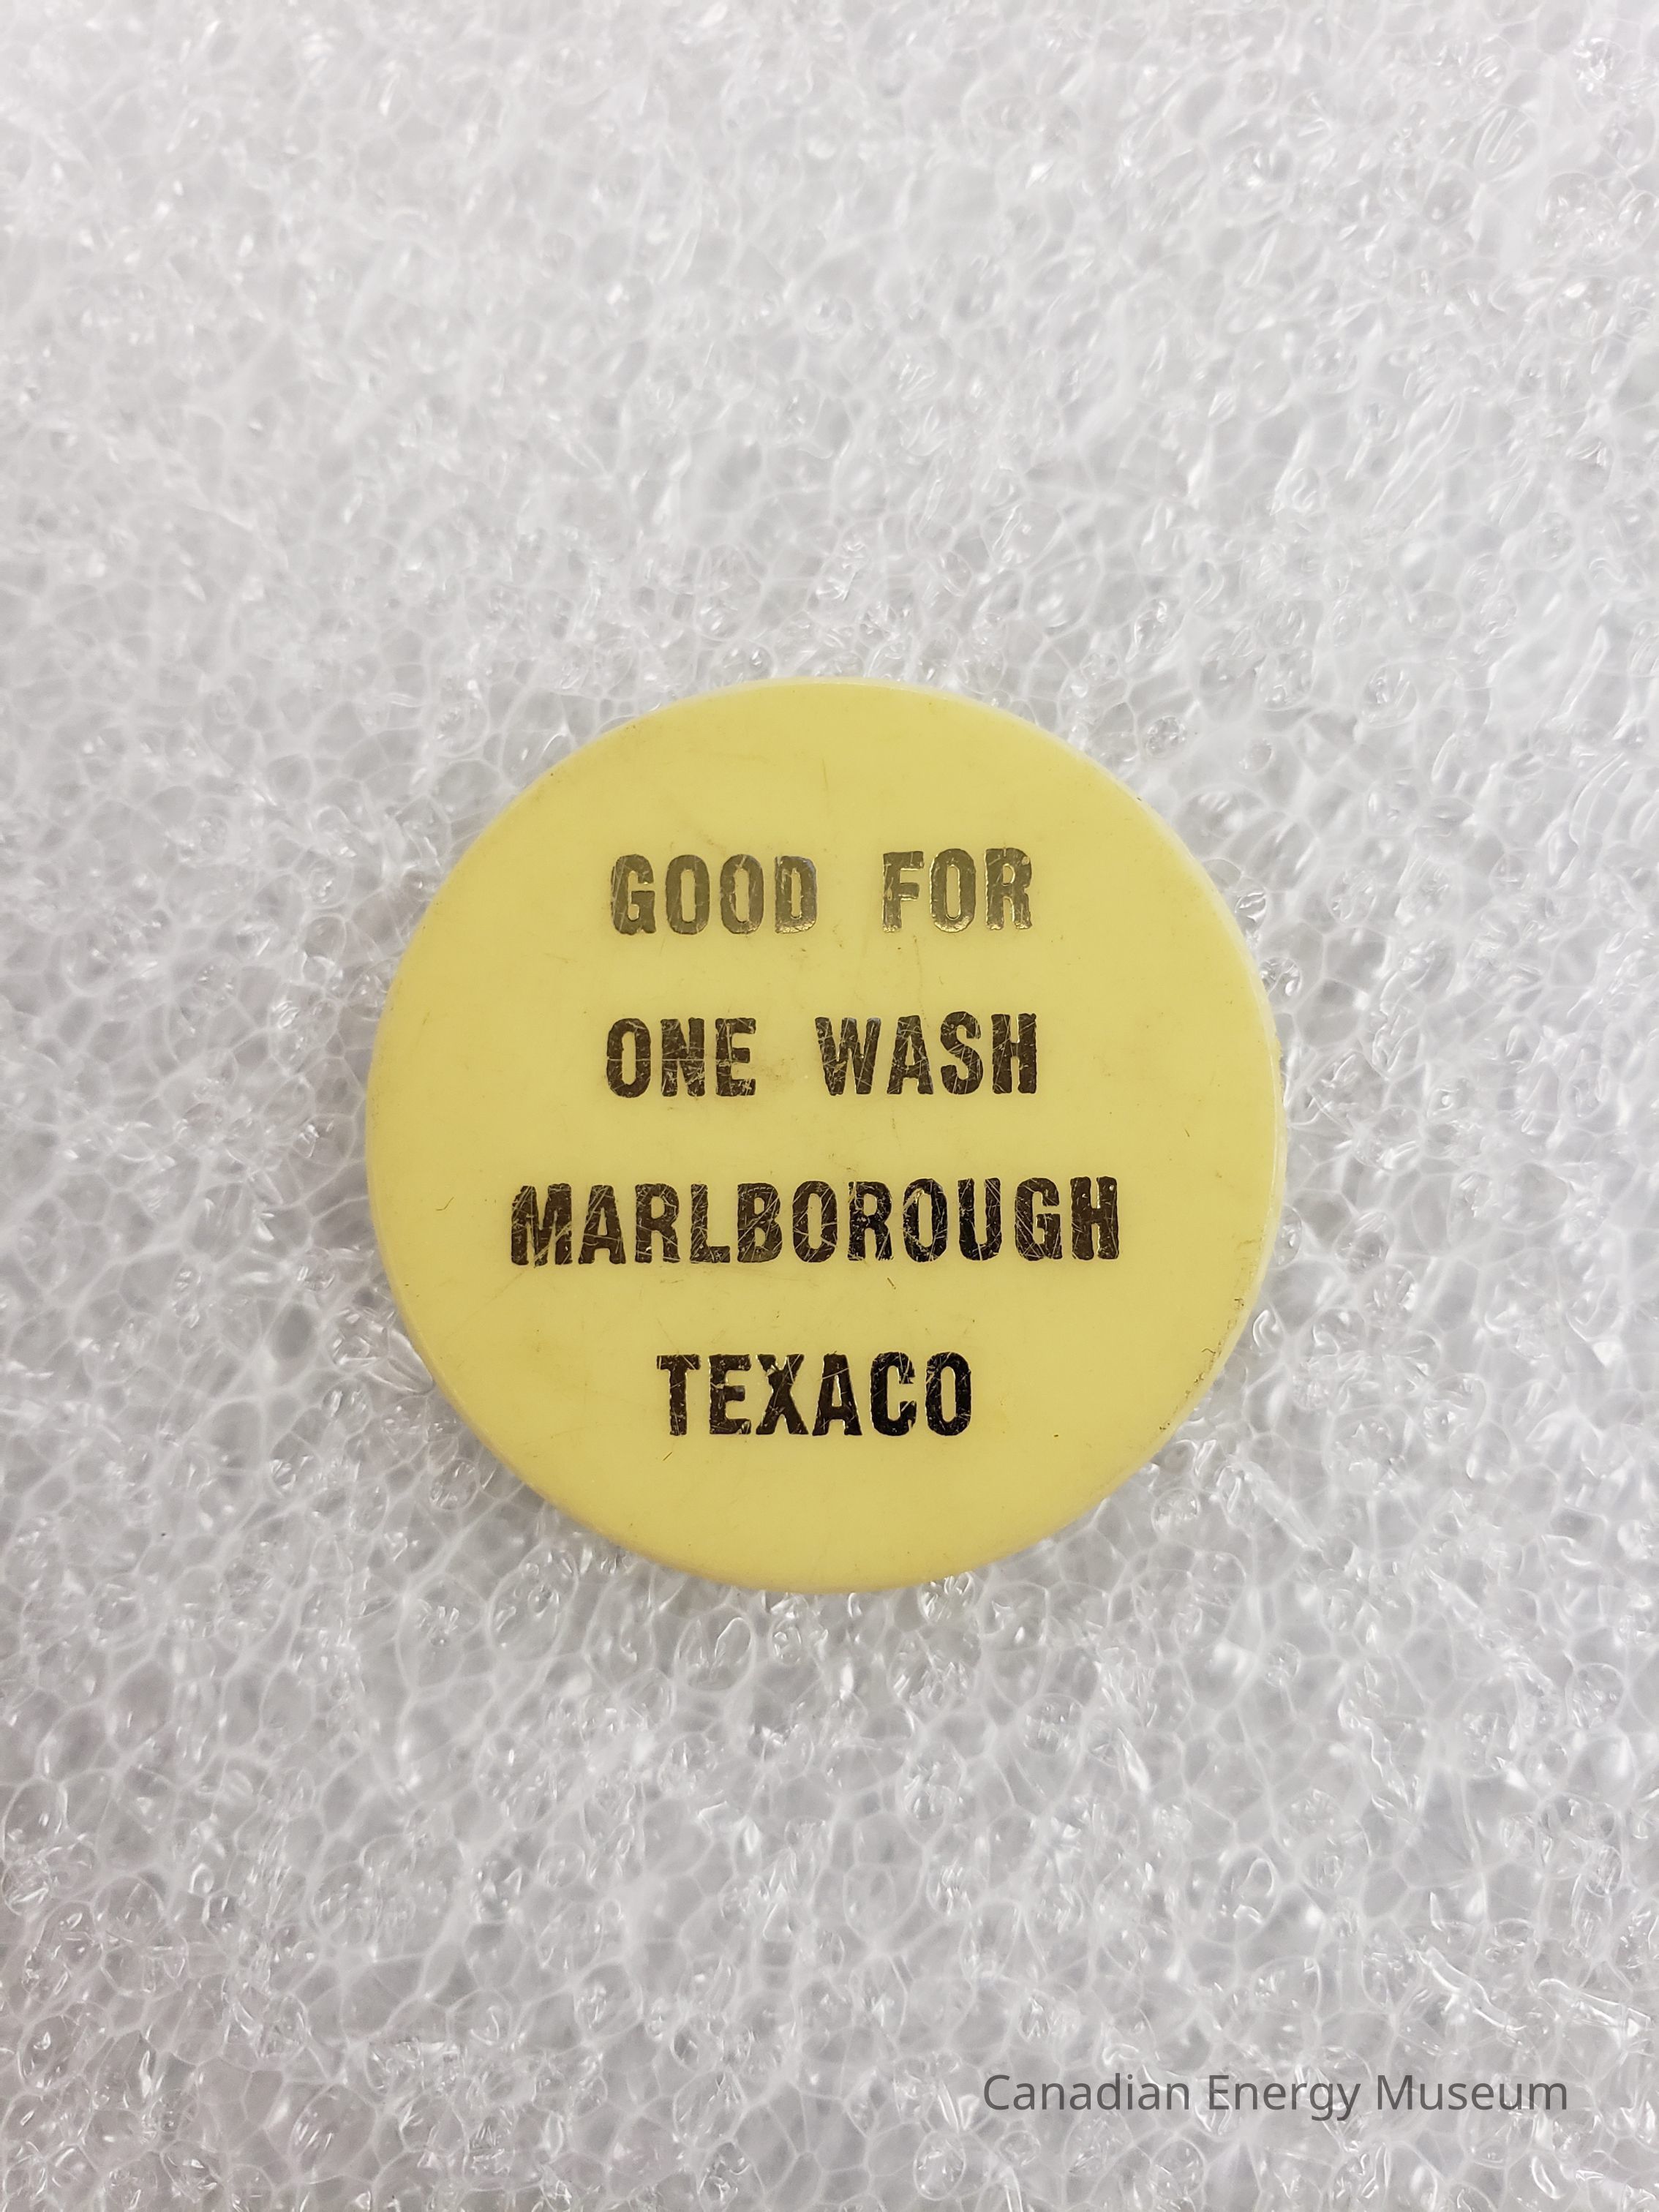 GOOD FOR
ONE WASH
MARLBOROUGH
TEXACO
Canadian Energy Museum